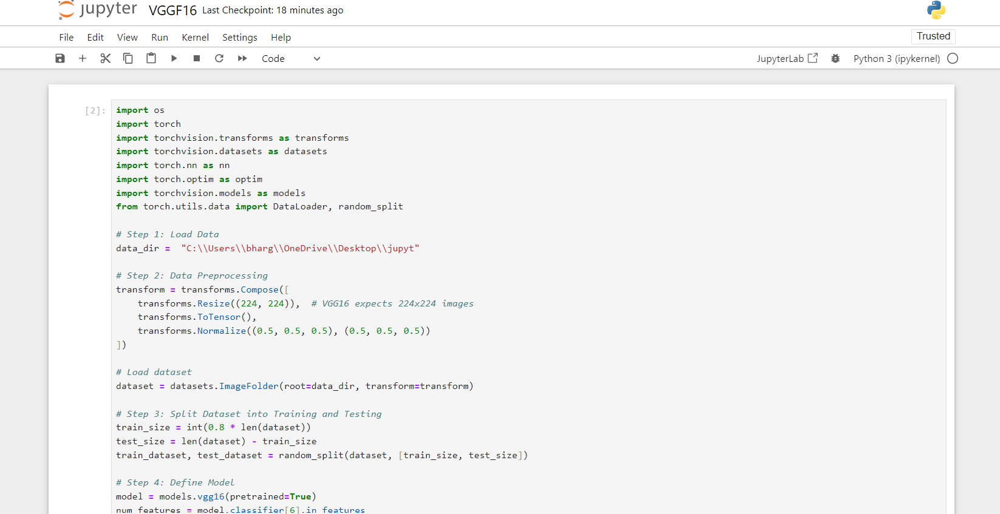 jupyter VGGF16 Last Checkpoint: 18 minutes ago
File Edit View Run Kernel Settings Help
Trusted
Code JupyterLab Python 3 (ipykernel)
[2]: import os
import torch
import torchvision.transforms as transforms
import torchvision.datasets as datasets
import torch.nn as nn
import torch.optim as optim
import torchvision.models as models
from torch.utils.data import DataLoader, random_split
# Step 1: Load Data
data_dir =  "C:\\Users\\bharg\\OneDrive\\Desktop\\jupyt"
# Step 2: Data Preprocessing
transform = transforms.Compose([
    transforms.Resize((224, 224)),  # VGG16 expects 224x224 images
    transforms.ToTensor(),
    transforms.Normalize((0.5, 0.5, 0.5), (0.5, 0.5, 0.5))
])
# Load dataset
dataset = datasets.ImageFolder(root=data_dir, transform=transform)
# Step 3: Split Dataset into Training and Testing
train_size = int(0.8 * len(dataset))
test_size = len(dataset) - train_size
train_dataset, test_dataset = random_split(dataset, [train_size, test_size])
# Step 4: Define Model
model = models.vgg16(pretrained=True)
num_features = model.classifier[6].in_features